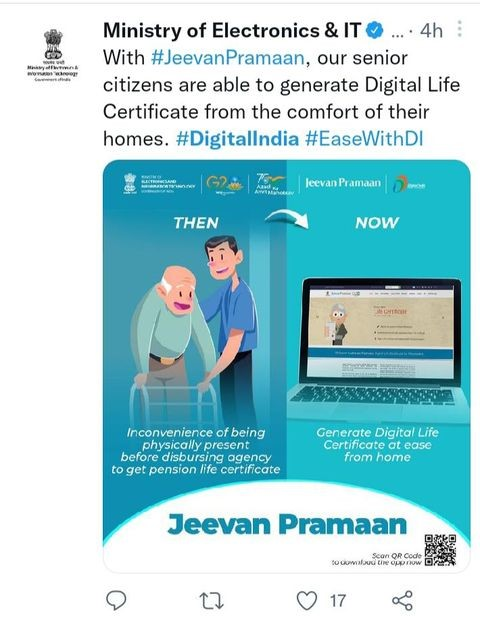 Ministry of Electronics & IT ... · 4h
With #JeevanPramaan, our senior
citizens are able to generate Digital Life
Certificate from the comfort of their
homes. #DigitalIndia #EaseWithDI
Ministry of Electronics &
Information Technology
Government of India
MINISTRY OF
ELECTRONICS AND
INFORMATION TECHNOLOGY
GOVERNMENT OF INDIA
G20
75
Azadi Ka
Amrit Mahotsav
Jeevan Pramaan
Digital India
THEN
NOW
Inconvenience of being
physically present
before disbursing agency
to get pension life certificate
Generate Digital Life
Certificate at ease
from home
Jeevan Pramaan
Scan QR Code
to download the app now
17